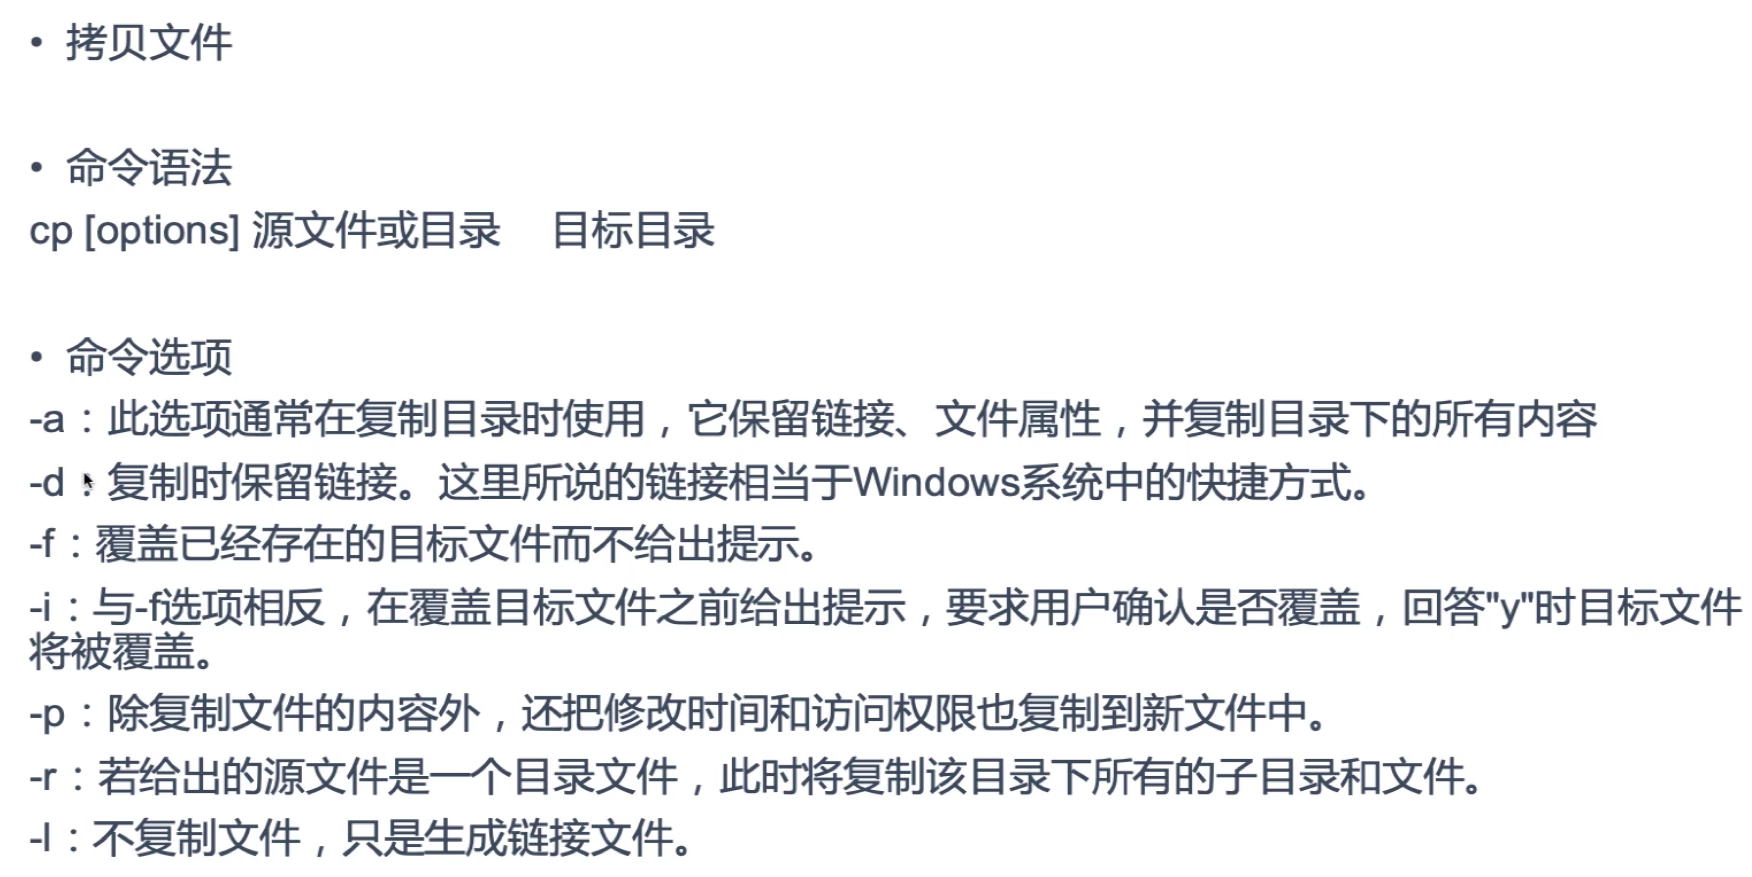 • 拷贝文件
• 命令语法
cp [options] 源文件或目录 目标目录
• 命令选项
-a：此选项通常在复制目录时使用，它保留链接、文件属性，并复制目录下的所有内容
-d：复制时保留链接。这里所说的链接相当于Windows系统中的快捷方式。
-f：覆盖已经存在的目标文件而不给出提示。
-i：与-f选项相反，在覆盖目标文件之前给出提示，要求用户确认是否覆盖，回答"y"时目标文件
将被覆盖。
-p：除复制文件的内容外，还把修改时间和访问权限也复制到新文件中。
-r：若给出的源文件是一个目录文件，此时将复制该目录下所有的子目录和文件。
-l：不复制文件，只是生成链接文件。